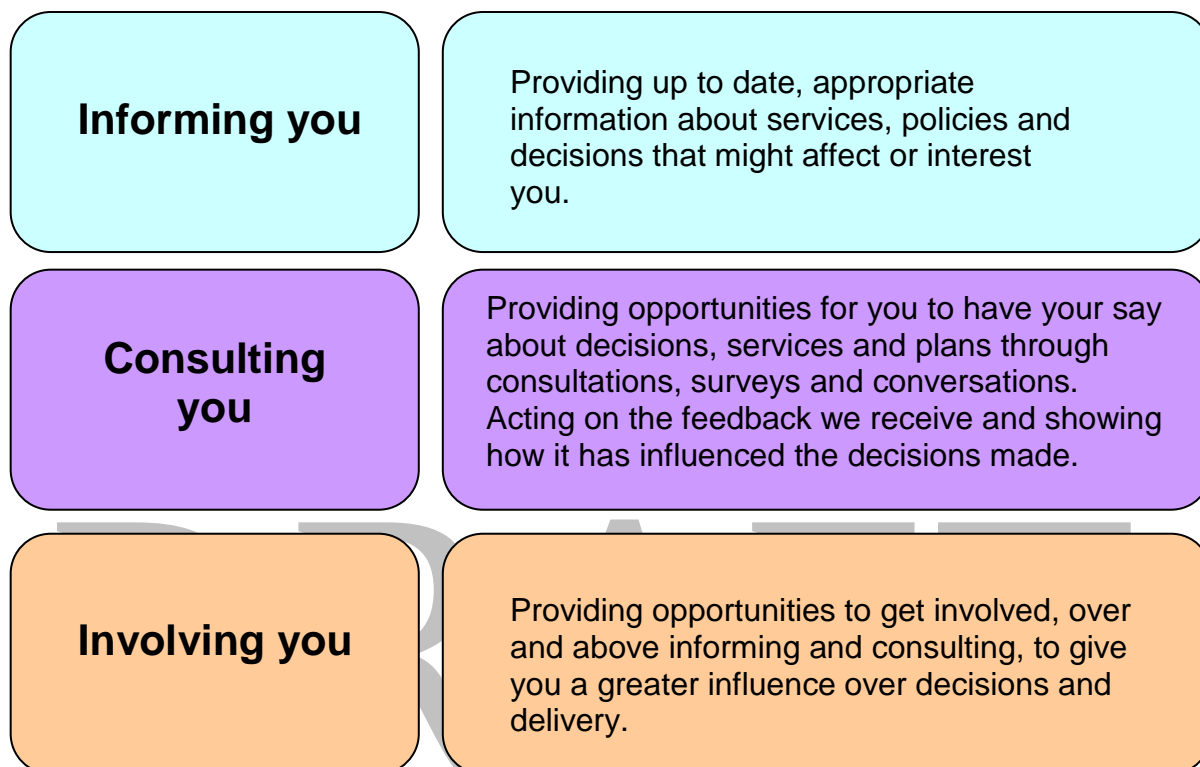 Informing you
Providing up to date, appropriate
information about services, policies and
decisions that might affect or interest
you.
Consulting
you
Providing opportunities for you to have your say
about decisions, services and plans through
consultations, surveys and conversations.
Acting on the feedback we receive and showing
how it has influenced the decisions made.
DRAFT
Involving you
Providing opportunities to get involved, over
and above informing and consulting, to give
you a greater influence over decisions and
delivery.